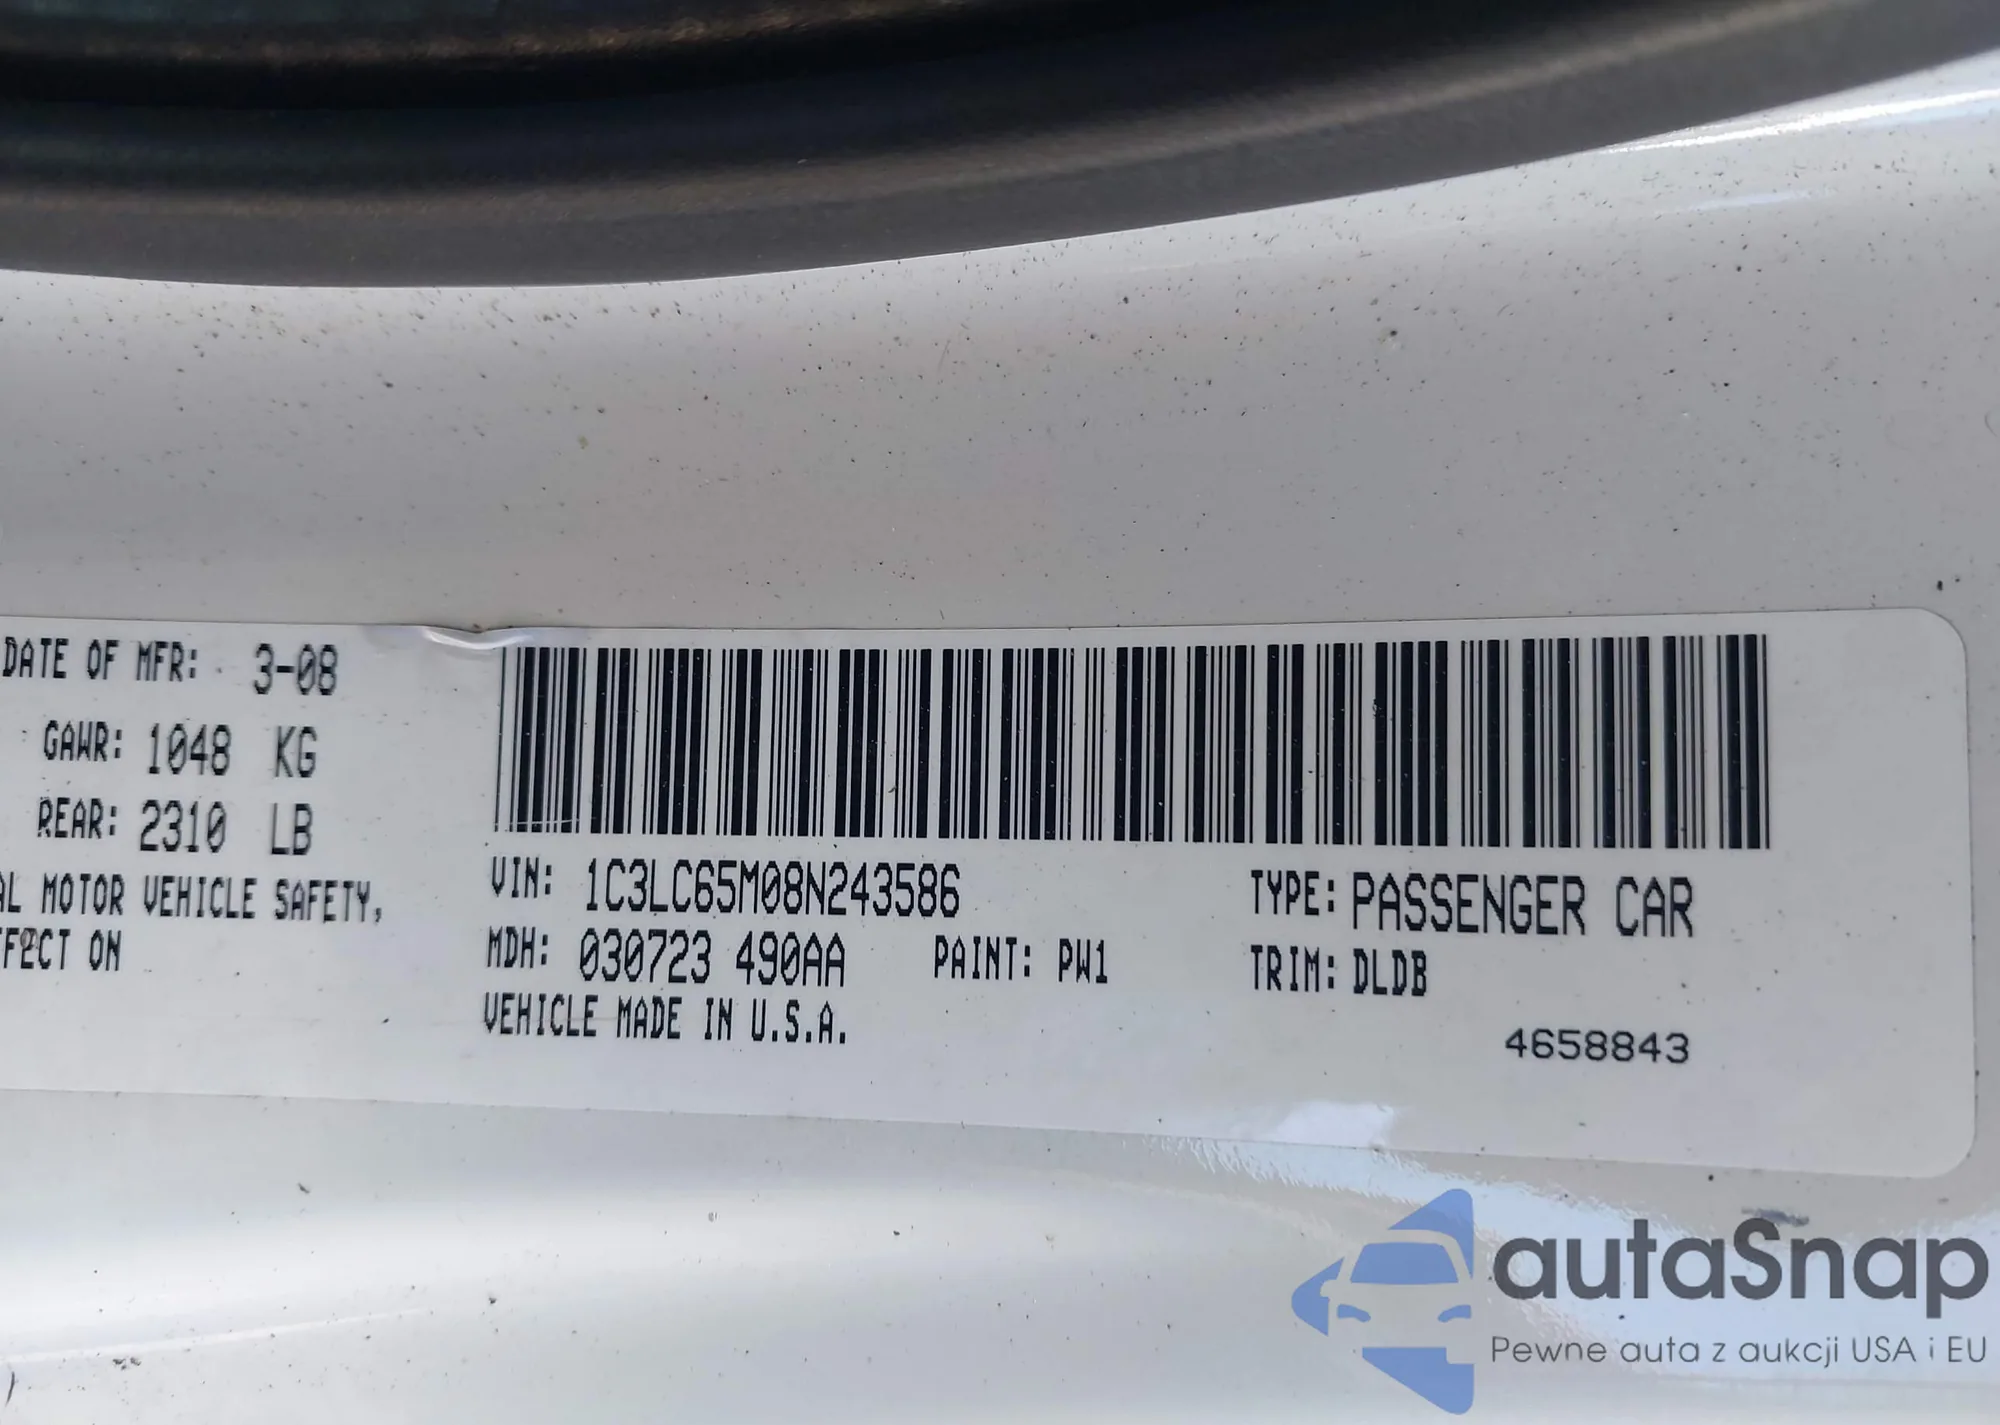 DATE OF MFR: 3-08
GAWR: 1048 KG
REAR: 2310 LB
AL MOTOR VEHICLE SAFETY,
FFECT ON
VIN: 1C3LC65M08N243586
TYPE: PASSENGER CAR
MDH: 030723 490AA PAINT: PW1
TRIM: DLDB
VEHICLE MADE IN U.S.A.
4658843
autaSnap
Pewne auta z aukcji USA i EU